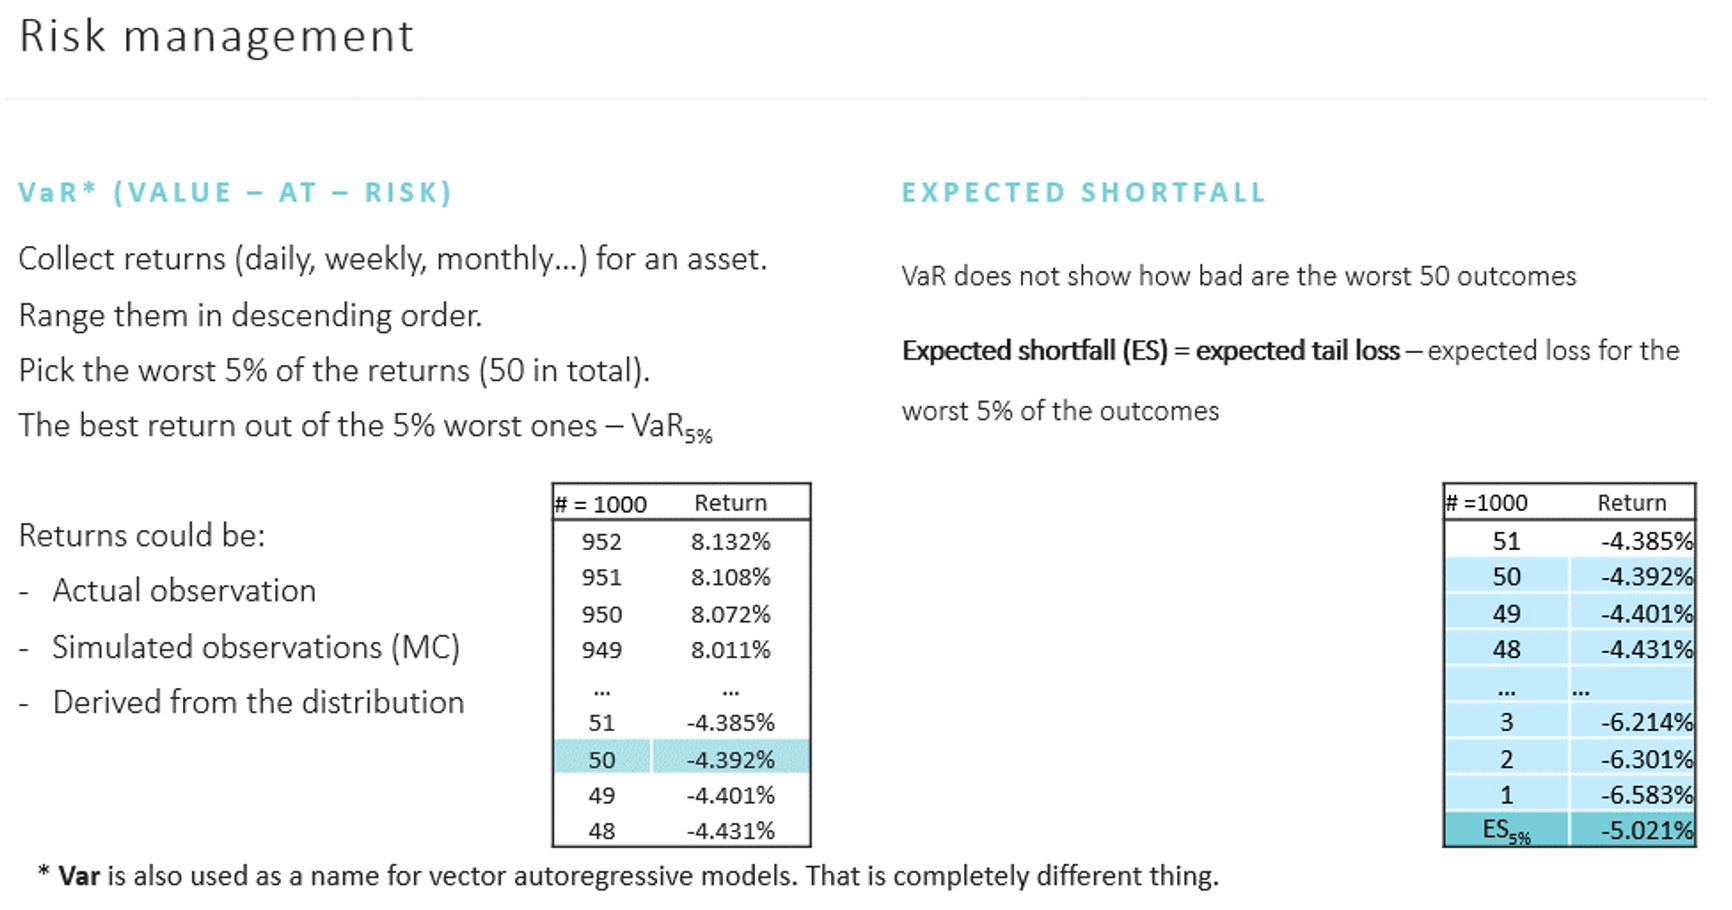 Risk management
VaR* (VALUE – AT – RISK)
Collect returns (daily, weekly, monthly...) for an asset.
Range them in descending order.
Pick the worst 5% of the returns (50 in total).
The best return out of the 5% worst ones – VaR5%
Returns could be:
- Actual observation
- Simulated observations (MC)
- Derived from the distribution
# = 1000 Return
952 8.132%
951 8.108%
950 8.072%
949 8.011%
... ...
51 -4.385%
50 -4.392%
49 -4.401%
48 -4.431%
EXPECTED SHORTFALL
VaR does not show how bad are the worst 50 outcomes
Expected shortfall (ES) = expected tail loss – expected loss for the
worst 5% of the outcomes
# =1000 Return
51 -4.385%
50 -4.392%
49 -4.401%
48 -4.431%
... ...
3 -6.214%
2 -6.301%
1 -6.583%
ES5% -5.021%
* Var is also used as a name for vector autoregressive models. That is completely different thing.